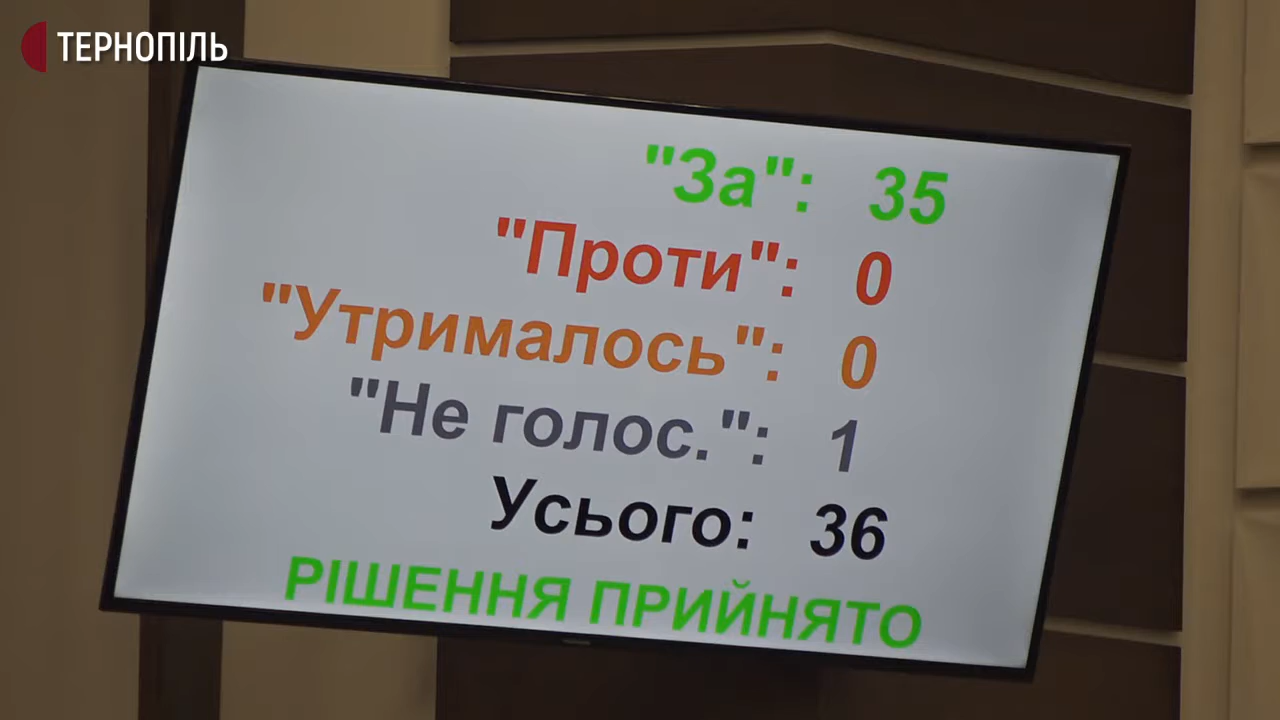 ТЕРНОПІЛЬ
"За": 35
"Проти": 0
"Утрималось": 0
"Не голос.": 1
Усього: 36
РІШЕННЯ ПРИЙНЯТО